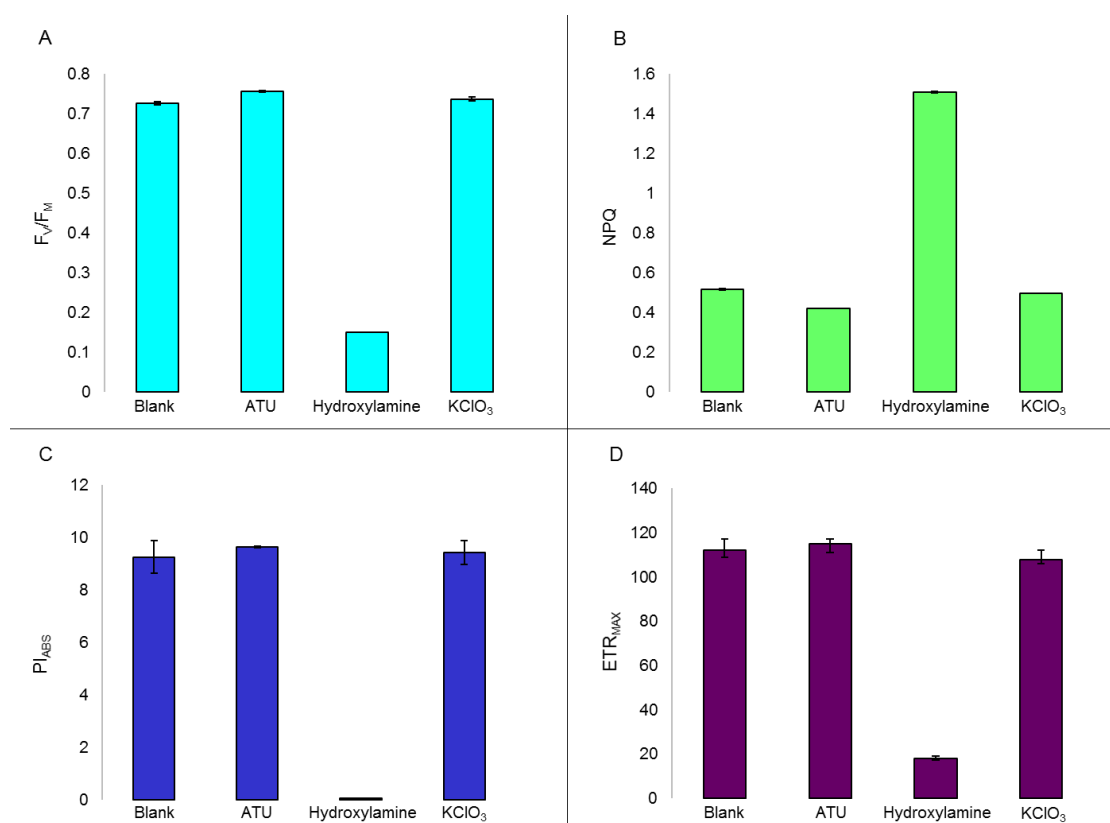 A
0.8
0.7
0.6
0.5
0.4
0.3
0.2
0.1
0
FV/FM
Blank ATU Hydroxylamine KClO3
B
1.6
1.4
1.2
1
0.8
0.6
0.4
0.2
0
NPQ
Blank ATU Hydroxylamine KClO3
C
12
10
8
6
4
2
0
PIABS
Blank ATU Hydroxylamine KClO3
D
140
120
100
80
60
40
20
0
ETRMAX
Blank ATU Hydroxylamine KClO3